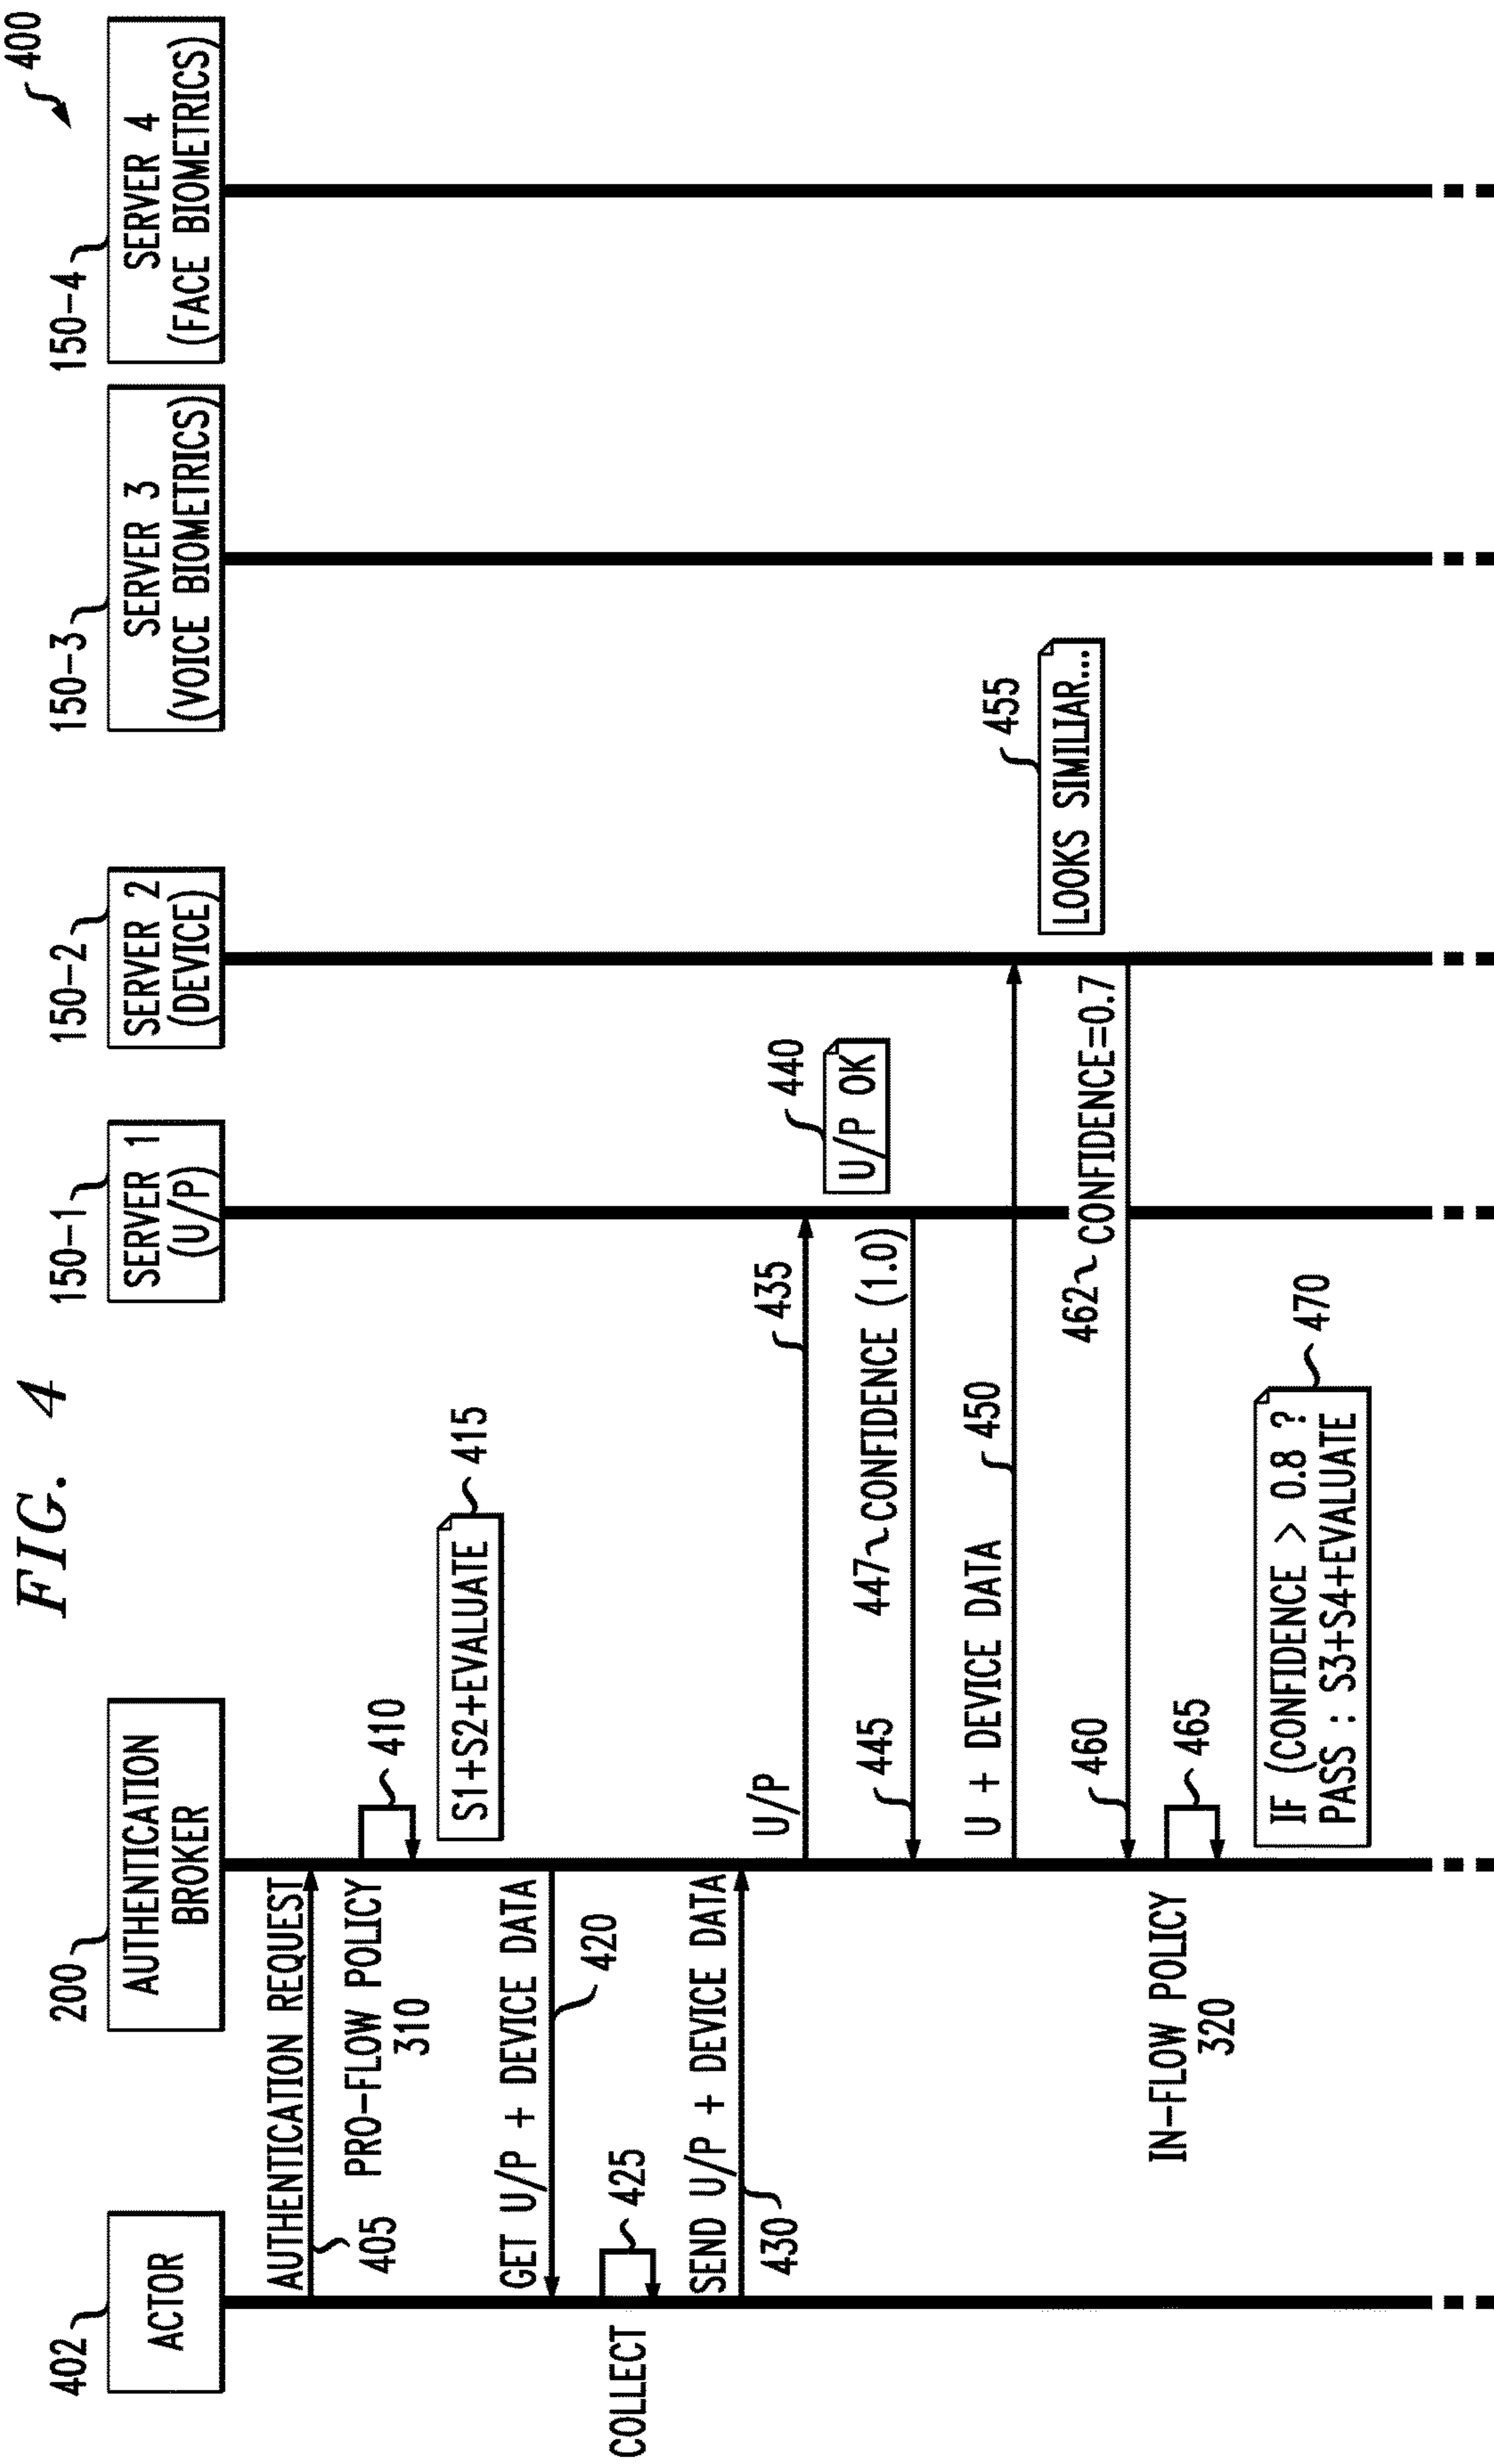 FIG. 4
400
402
200
150-1
150-2
150-3
150-4
ACTOR
AUTHENTICATION
BROKER
SERVER 1
(U/P)
SERVER 2
(DEVICE)
SERVER 3
(VOICE BIOMETRICS)
SERVER 4
(FACE BIOMETRICS)
AUTHENTICATION REQUEST
405
PRO-FLOW POLICY
310
410
S1+S2+EVALUATE
415
GET U/P + DEVICE DATA
420
COLLECT
425
SEND U/P + DEVICE DATA
430
U/P
435
U/P OK
440
445
447
CONFIDENCE (1.0)
U + DEVICE DATA
450
LOOKS SIMILIAR...
455
460
462
CONFIDENCE=0.7
IN-FLOW POLICY
320
465
IF (CONFIDENCE > 0.8 ?
PASS : S3+S4+EVALUATE
470